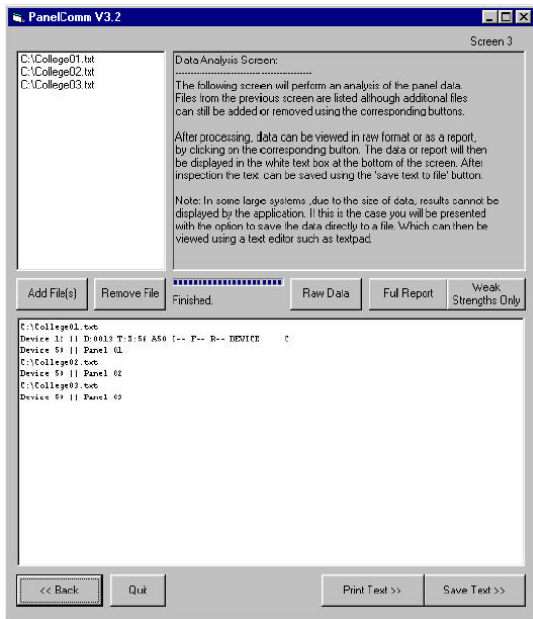 PanelComm V3.2
Screen 3
C:\College01.txt
C:\College02.txt
C:\College03.txt
Data Analysis Screen:
-------------------------------------------
The following screen will perform an analysis of the panel data.
Files from the previous screen are listed although additional files
can still be added or removed using the corresponding buttons.
After processing, data can be viewed in raw format or as a report,
by clicking on the corresponding button. The data or report will then
be displayed in the white text box at the bottom of the screen. After
inspection the text can be saved using the 'save text to file' button.
Note: In some large systems ,due to the size of data, results cannot be
displayed by the application. If this is the case you will be presented
with the option to save the data directly to a file. Which can then be
viewed using a text editor such as textpad.
Add File(s)
Remove File
Finished.
Raw Data
Full Report
Weak
Strengths Only
C:\College01.txt
Device || T: I-- F-- R-- DEVICE C
Device || Panel 01
C:\College02.txt
Device || Panel 02
C:\College03.txt
Device || Panel 03
<< Back
Quit
Print Text >>
Save Text >>